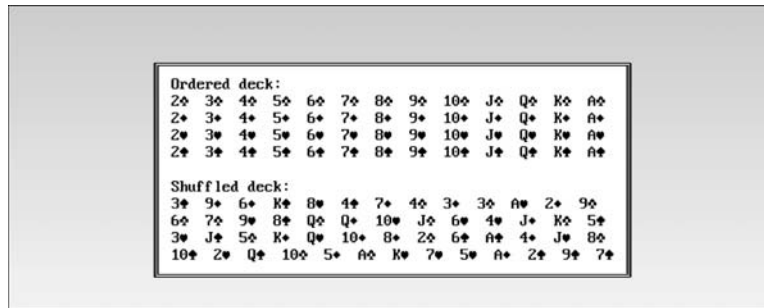 Ordered deck:
2♣ 3♣ 4♣ 5♣ 6♣ 7♣ 8♣ 9♣ 10♣ J♣ Q♣ K♣ A♣
2♦ 3♦ 4♦ 5♦ 6♦ 7♦ 8♦ 9♦ 10♦ J♦ Q♦ K♦ A♦
2♥ 3♥ 4♥ 5♥ 6♥ 7♥ 8♥ 9♥ 10♥ J♥ Q♥ K♥ A♥
2♠ 3♠ 4♠ 5♠ 6♠ 7♠ 8♠ 9♠ 10♠ J♠ Q♠ K♠ A♠
Shuffled deck:
3♠ 9♦ 6♦ K♠ 8♥ 4♠ 7♦ 4♣ 3♦ 3♣ A♥ 2♦ 9♣
6♣ 7♣ 9♥ 8♠ Q♣ Q♦ 10♥ J♣ 6♥ 4♥ J♦ K♣ 5♠
3♥ J♠ 5♣ K♦ Q♥ 10♦ 8♦ 2♣ 6♠ A♠ 4♦ J♥ 8♣
10♠ 2♥ Q♠ 10♣ 5♦ A♣ K♥ 7♥ 5♥ A♦ 2♠ 9♠ 7♠